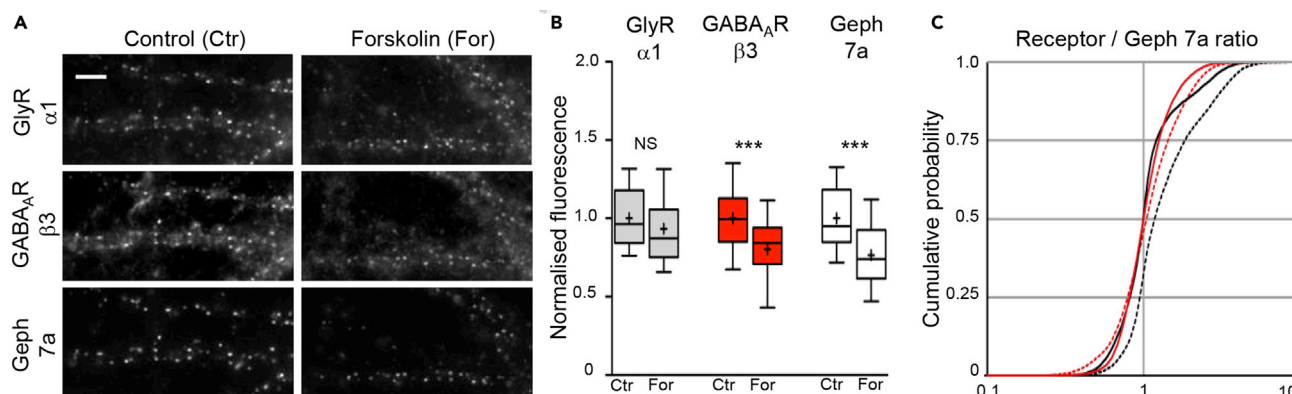 A
Control (Ctr)
Forskolin (For)
GlyR
α1
GABAAR
β3
Geph
7a
B
GlyR
α1
GABAAR
β3
Geph
7a
Normalised fluorescence
2.0
1.5
1.0
0.5
0
NS
***
***
Ctr For
Ctr For
Ctr For
C
Receptor / Geph 7a ratio
Cumulative probability
1.0
0.75
0.5
0.25
0
0.1
1
10